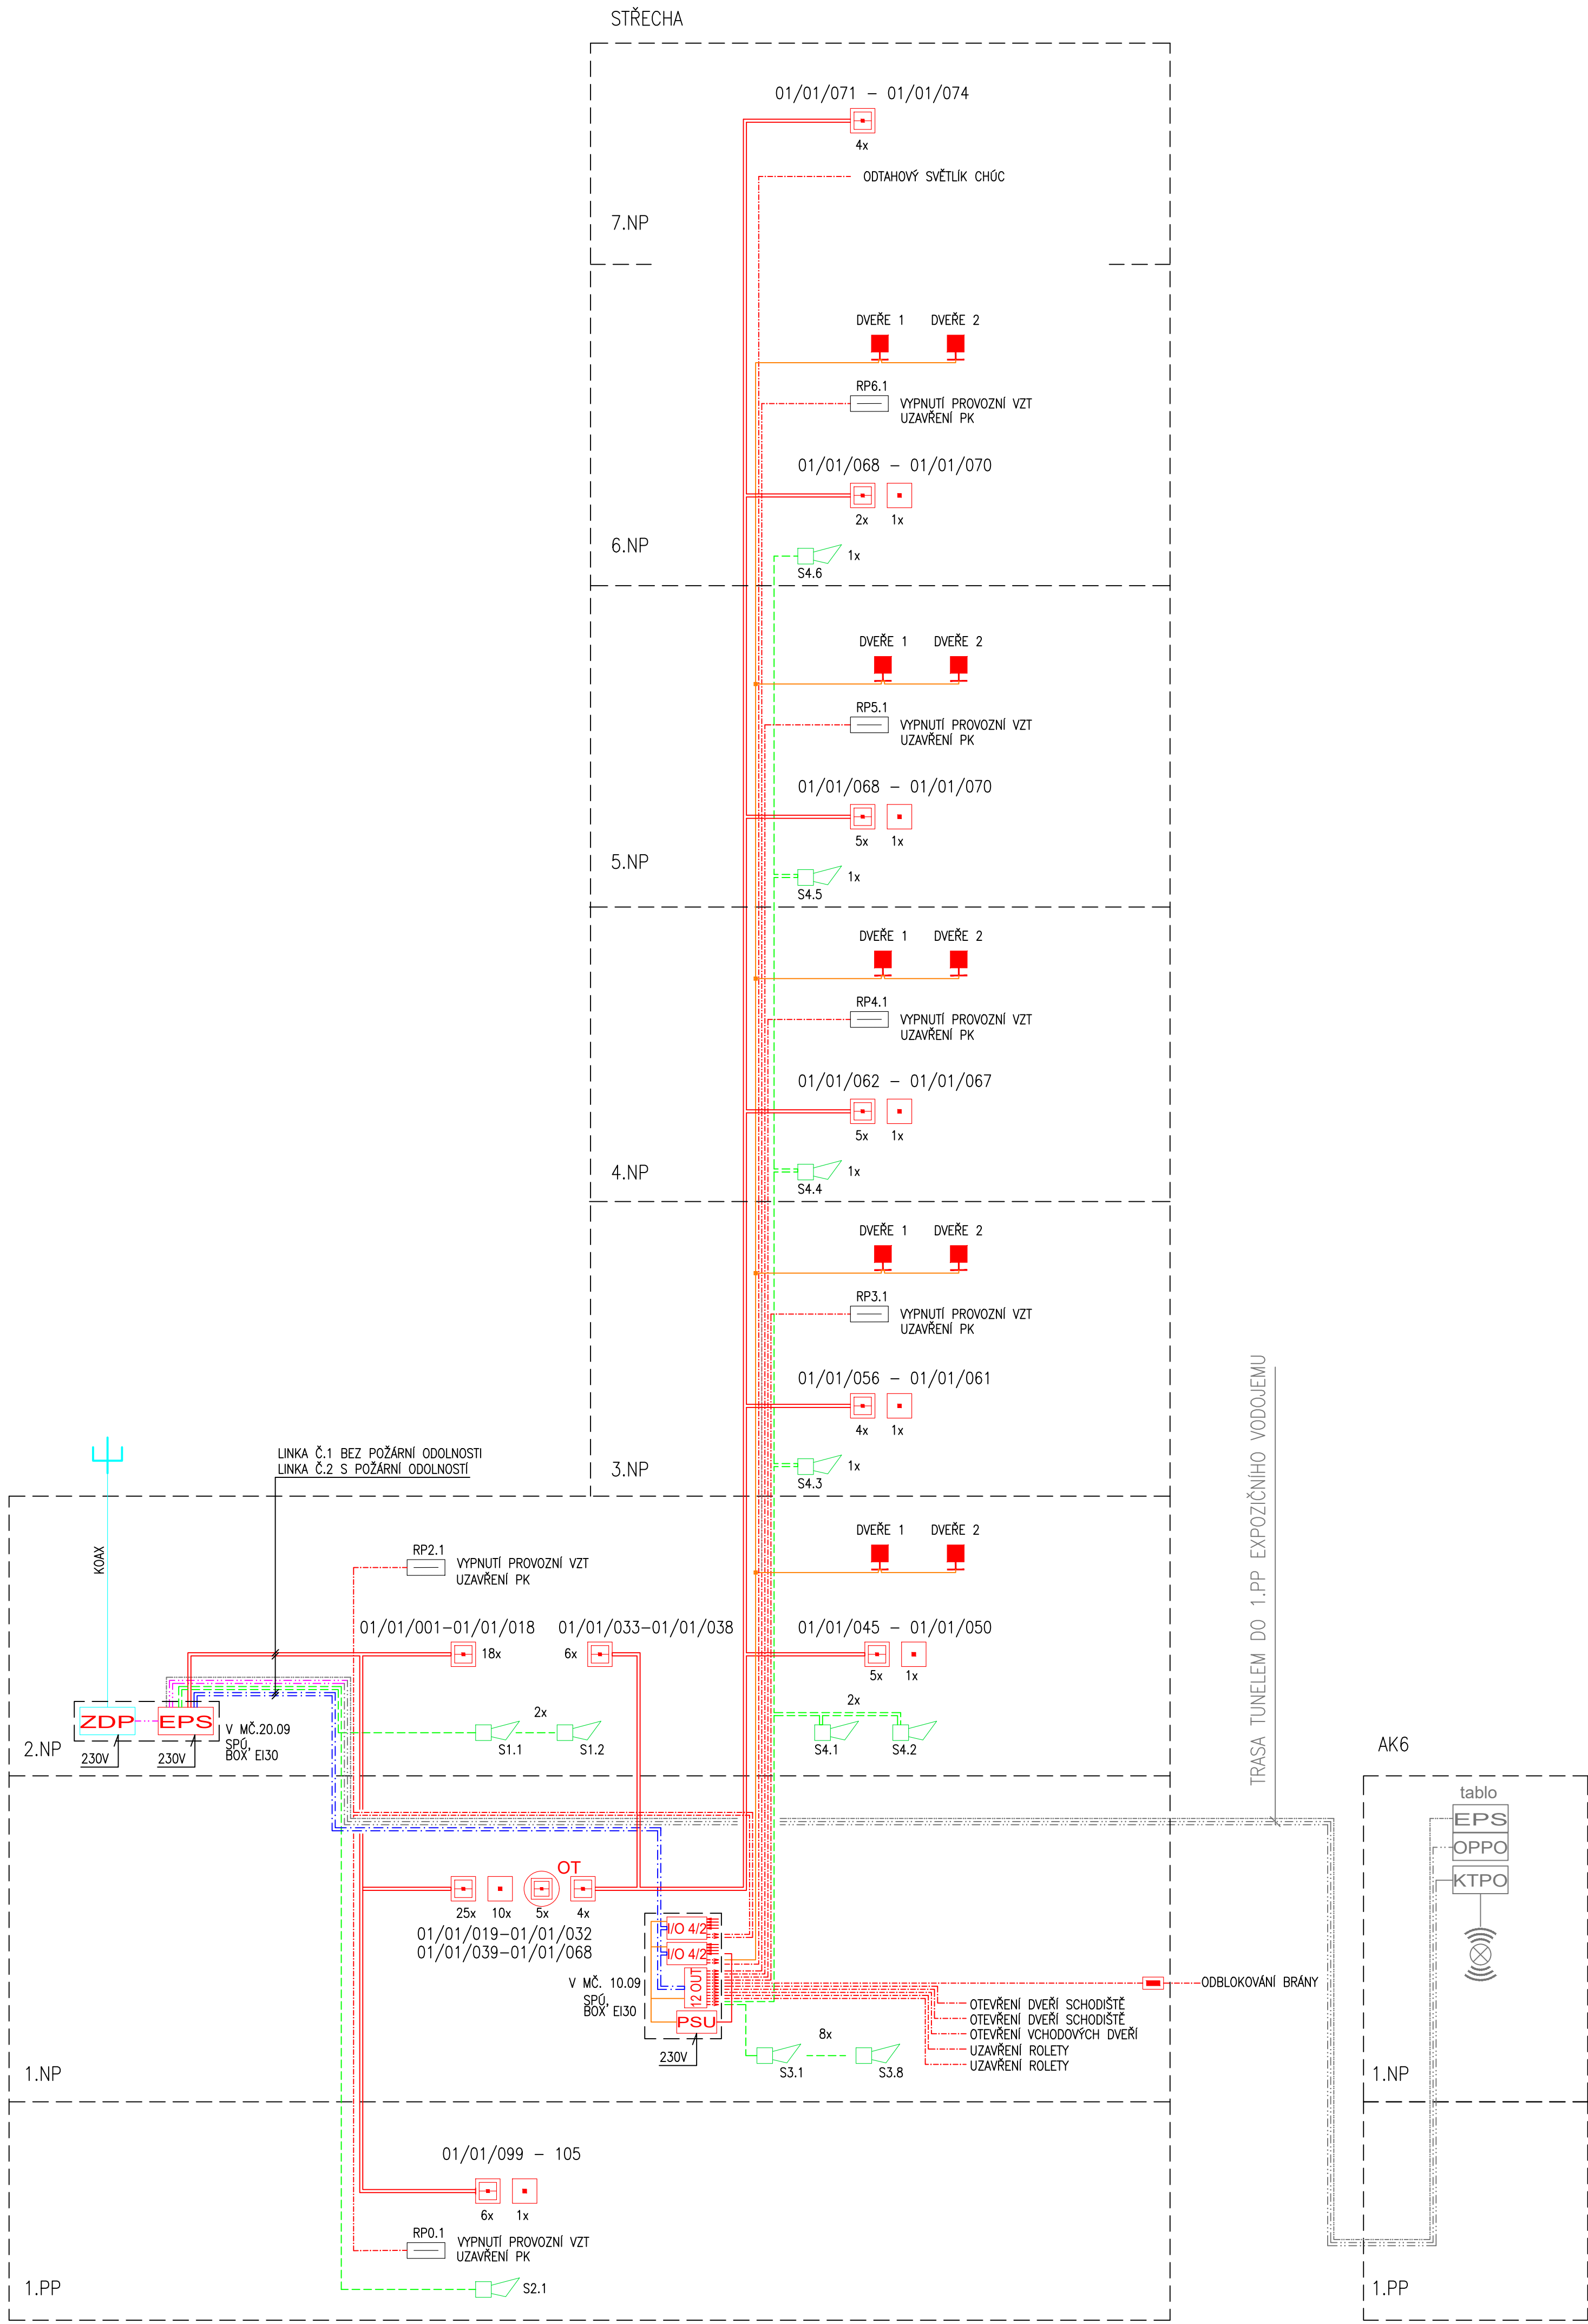 STŘECHA
01/01/071 - 01/01/074
4x
ODTAHOVÝ SVĚTLÍK CHÚC
7.NP
DVEŘE 1
DVEŘE 2
RP6.1
VYPNUTÍ PROVOZNÍ VZT
UZAVŘENÍ PK
01/01/068 - 01/01/070
2x
1x
6.NP
1x
S4.6
DVEŘE 1
DVEŘE 2
RP5.1
VYPNUTÍ PROVOZNÍ VZT
UZAVŘENÍ PK
01/01/068 - 01/01/070
5x
1x
5.NP
1x
S4.5
DVEŘE 1
DVEŘE 2
RP4.1
VYPNUTÍ PROVOZNÍ VZT
UZAVŘENÍ PK
01/01/062 - 01/01/067
5x
1x
4.NP
1x
S4.4
DVEŘE 1
DVEŘE 2
RP3.1
VYPNUTÍ PROVOZNÍ VZT
UZAVŘENÍ PK
01/01/056 - 01/01/061
4x
1x
3.NP
1x
S4.3
LINKA Č.1 BEZ POŽÁRNÍ ODOLNOSTI
LINKA Č.2 S POŽÁRNÍ ODOLNOSTÍ
KOAX
RP2.1
VYPNUTÍ PROVOZNÍ VZT
UZAVŘENÍ PK
DVEŘE 1
DVEŘE 2
01/01/001-01/01/018
18x
01/01/033-01/01/038
6x
01/01/045 - 01/01/050
5x
1x
ZDP
EPS
230V
230V
V MČ.20.09
SPÚ,
BOX EI30
2x
S1.1
S1.2
2x
S4.1
S4.2
2.NP
TRASA TUNELEM DO 1.PP EXPOZIČNÍHO VODOJEMU
AK6
tablo
EPS
OPPO
KTPO
OT
25x
10x
5x
4x
01/01/019-01/01/032
01/01/039-01/01/068
I/O 4/2
I/O 4/2
12 OUT
PSU
230V
V MČ. 10.09
SPÚ,
BOX EI30
ODBLOKOVÁNÍ BRÁNY
OTEVŘENÍ DVEŘÍ SCHODIŠTĚ
OTEVŘENÍ DVEŘÍ SCHODIŠTĚ
OTEVŘENÍ VCHODOVÝCH DVEŘÍ
UZAVŘENÍ ROLETY
UZAVŘENÍ ROLETY
8x
S3.1
S3.8
1.NP
1.NP
01/01/099 - 105
6x
1x
RP0.1
VYPNUTÍ PROVOZNÍ VZT
UZAVŘENÍ PK
S2.1
1.PP
1.PP